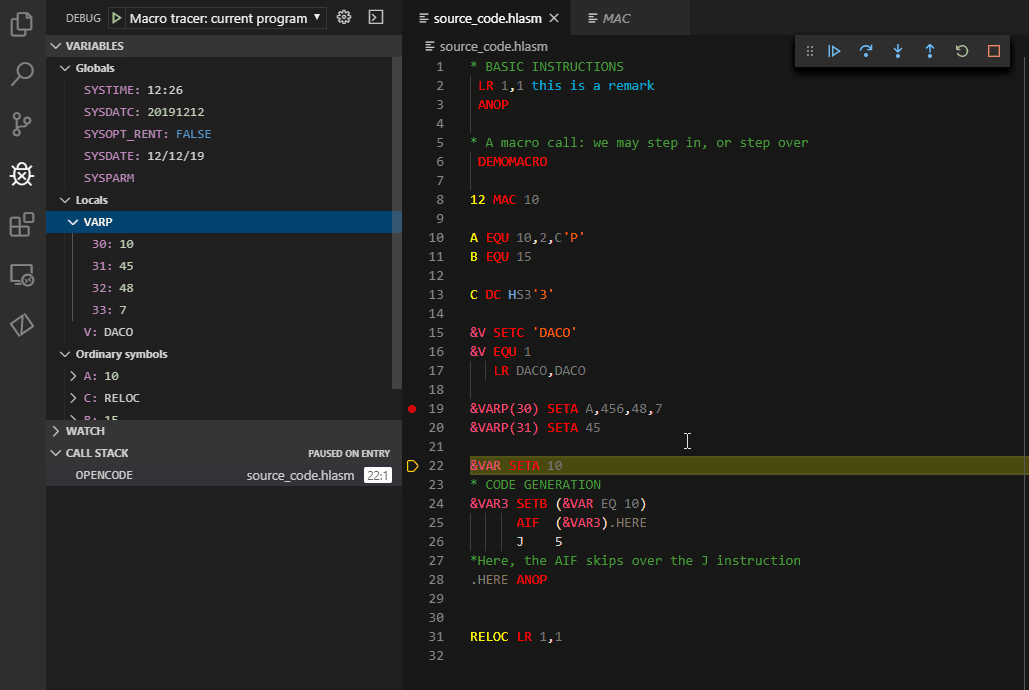 DEBUG Macro tracer: current program
VARIABLES
Globals
SYSTIME: 12:26
SYSDATC: 20191212
SYSOPT_RENT: FALSE
SYSDATE: 12/12/19
SYSPARM
Locals
VARP
30: 10
31: 45
32: 48
33: 7
V: DACO
Ordinary symbols
A: 10
C: RELOC
B: 15
WATCH
CALL STACK PAUSED ON ENTRY
OPENCODE source_code.hlasm 22:1
source_code.hlasm MAC
source_code.hlasm
1 * BASIC INSTRUCTIONS
2 LR 1,1 this is a remark
3 ANOP
4
5 * A macro call: we may step in, or step over
6 DEMOMACRO
7
8 12 MAC 10
9
10 A EQU 10,2,C'P'
11 B EQU 15
12
13 C DC HS3'3'
14
15 &V SETC 'DACO'
16 &V EQU 1
17 LR DACO,DACO
18
19 &VARP(30) SETA A,456,48,7
20 &VARP(31) SETA 45
21
22 &VAR SETA 10
23 * CODE GENERATION
24 &VAR3 SETB (&VAR EQ 10)
25 AIF (&VAR3).HERE
26 J 5
27 *Here, the AIF skips over the J instruction
28 .HERE ANOP
29
30
31 RELOC LR 1,1
32